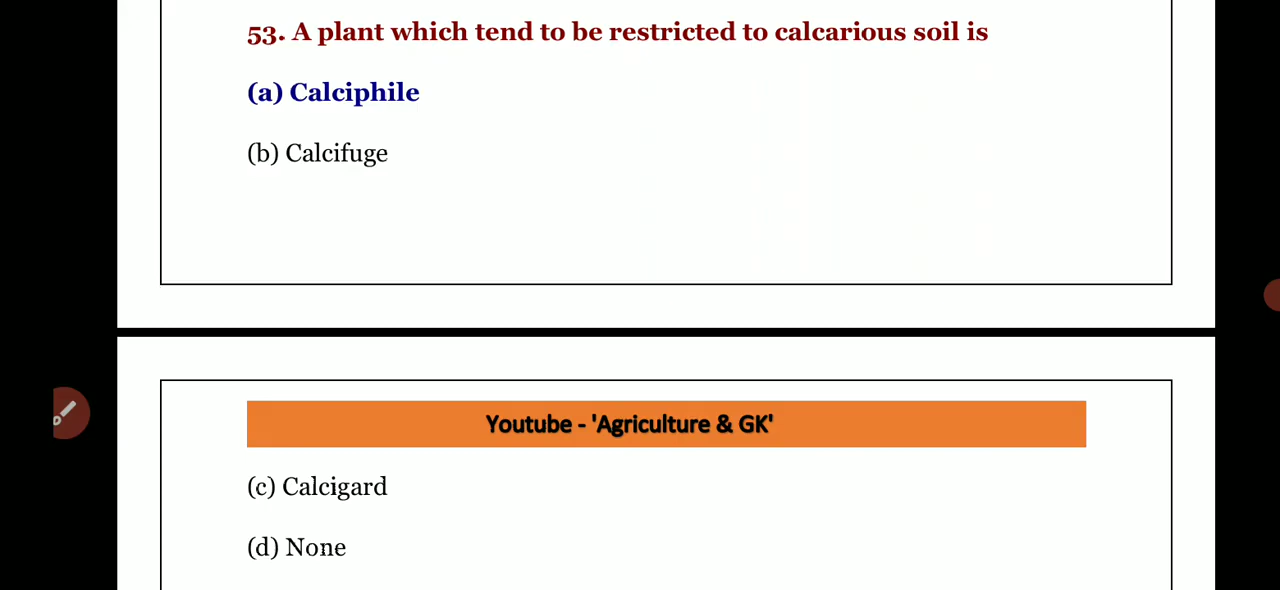 53. A plant which tend to be restricted to calcarious soil is
(a) Calciphile
(b) Calcifuge
Youtube - 'Agriculture & GK'
(c) Calcigard
(d) None